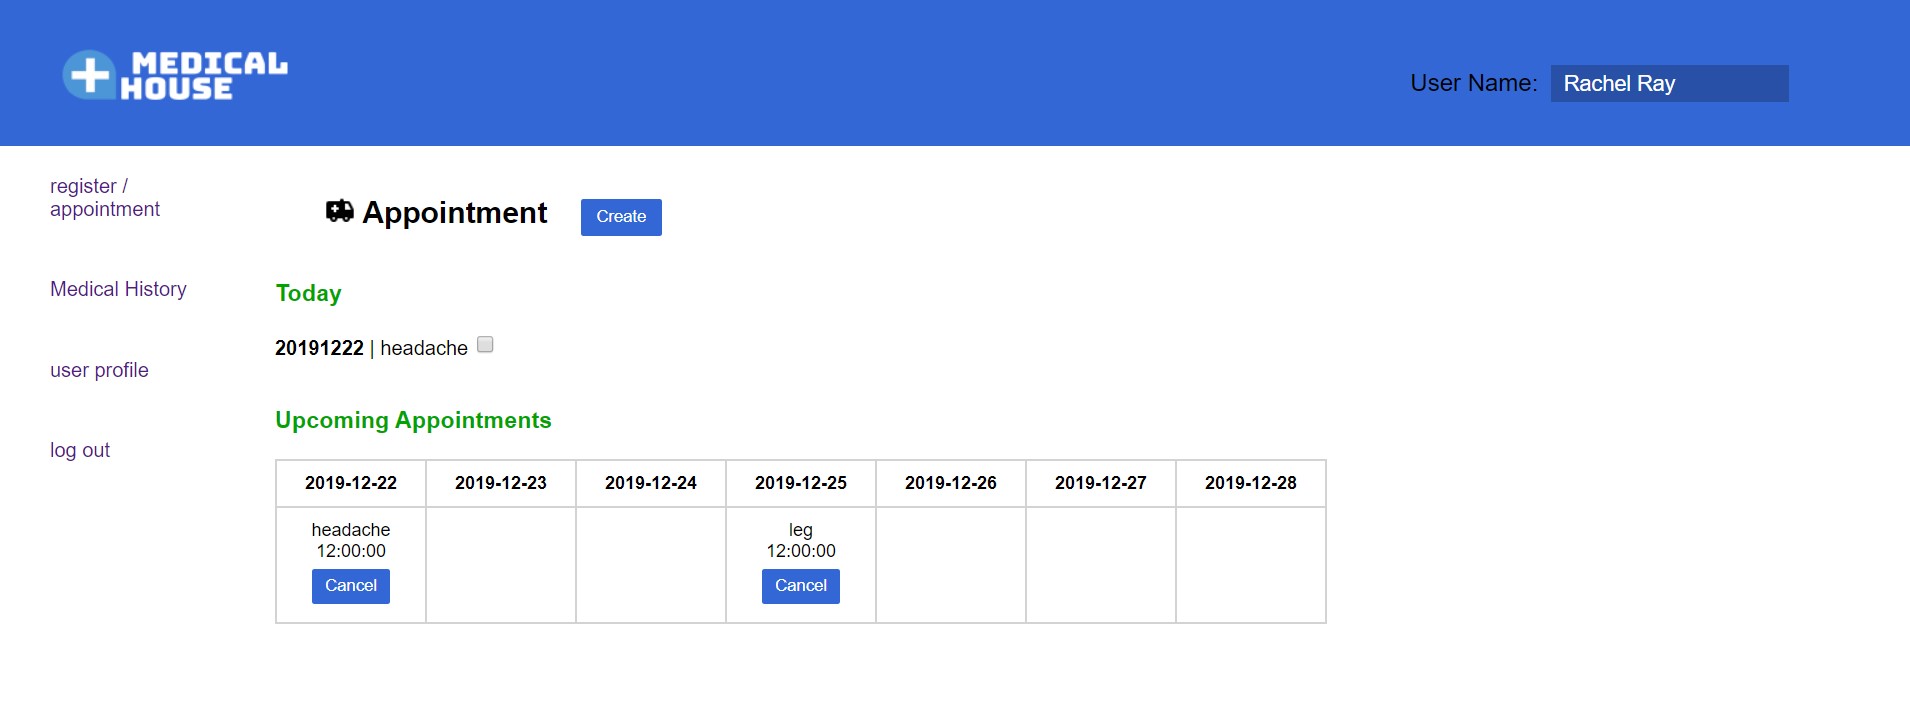 MEDICAL
HOUSE
User Name: Rachel Ray
register /
appointment
Medical History
user profile
log out
Appointment Create
Today
20191222 | headache
Upcoming Appointments
2019-12-22 2019-12-23 2019-12-24 2019-12-25 2019-12-26 2019-12-27 2019-12-28
headache leg
12:00:00 12:00:00
Cancel Cancel